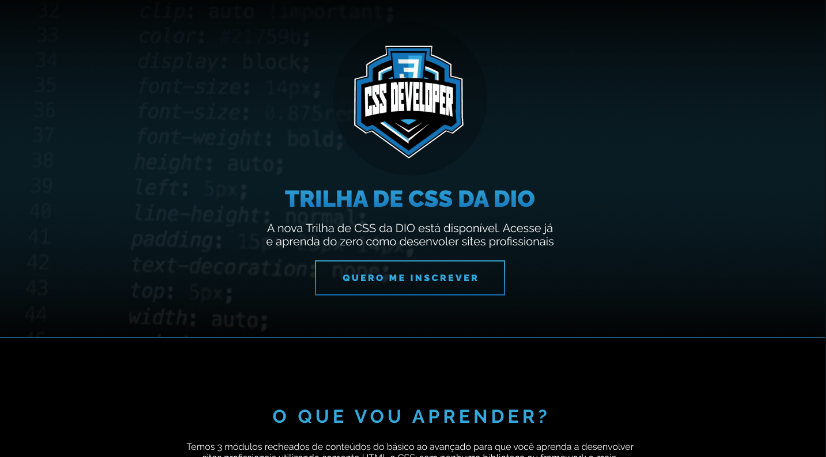 32 clip: auto !important;
33 color: #21759b;
34 display: block;
35 font-size: 14px;
36 font-size: 0.875rem;
37 font-weight: bold;
38 height: auto;
39 left: 5px;
40 line-height: normal;
41 padding: 15px
42 text-decoration: none;
43 top: 5px;
44 width: auto;
3
CSS DEVELOPER
TRILHA DE CSS DA DIO
A nova Trilha de CSS da DIO está disponível. Acesse já
e aprenda do zero como desenvoler sites profissionais
QUERO ME INSCREVER
O QUE VOU APRENDER?
Temos 3 módulos recheados de conteúdos do básico ao avançado para que você aprenda a desenvolver